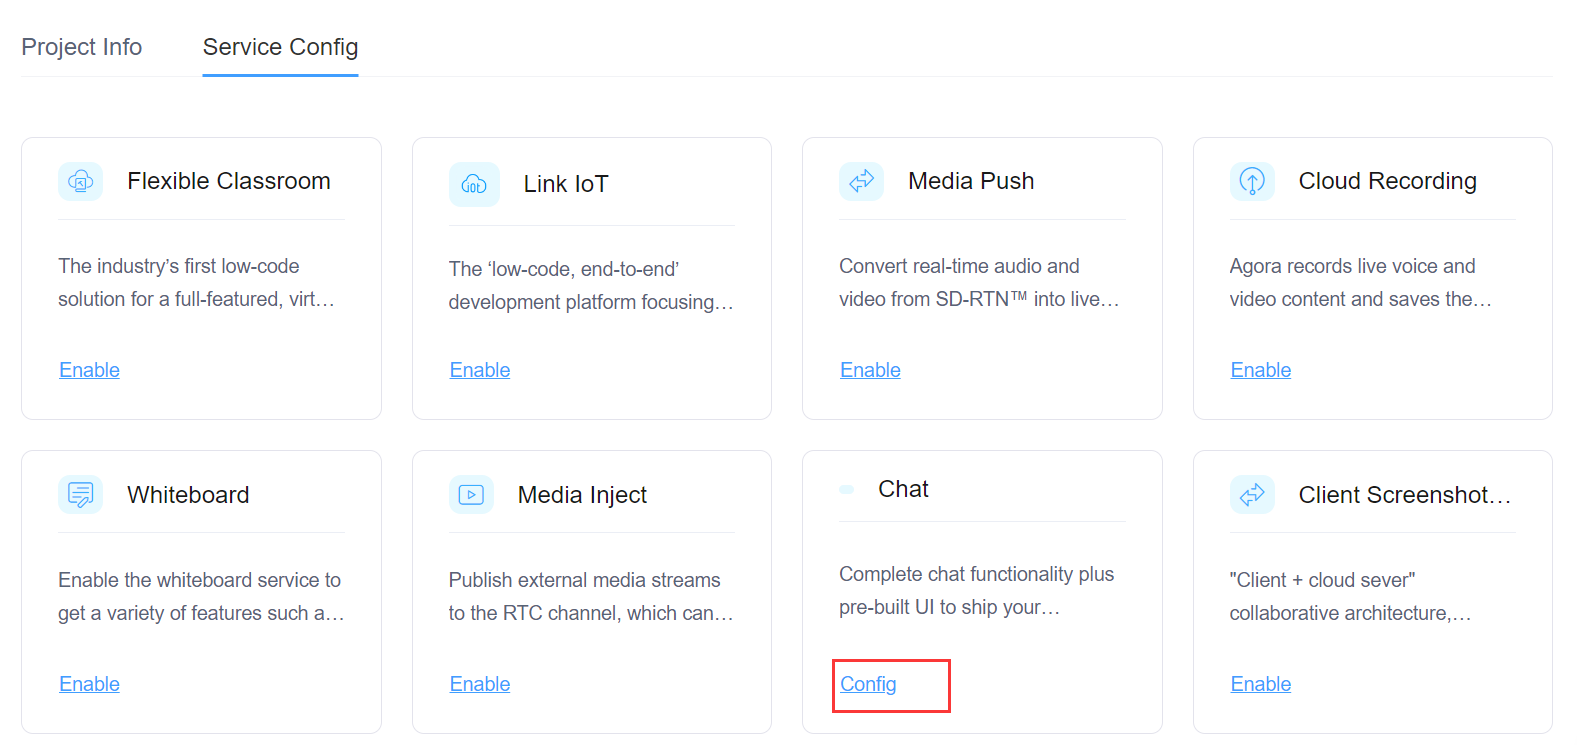 Project Info
Service Config
Flexible Classroom
The industry’s first low-code
solution for a full-featured, virt…
Enable
iot
Link IoT
The ‘low-code, end-to-end’
development platform focusing…
Enable
Media Push
Convert real-time audio and
video from SD-RTN™ into live…
Enable
Cloud Recording
Agora records live voice and
video content and saves the…
Enable
Whiteboard
Enable the whiteboard service to
get a variety of features such a…
Enable
Media Inject
Publish external media streams
to the RTC channel, which can…
Enable
Chat
Complete chat functionality plus
pre-built UI to ship your…
Config
Client Screenshot…
"Client + cloud sever"
collaborative architecture,…
Enable